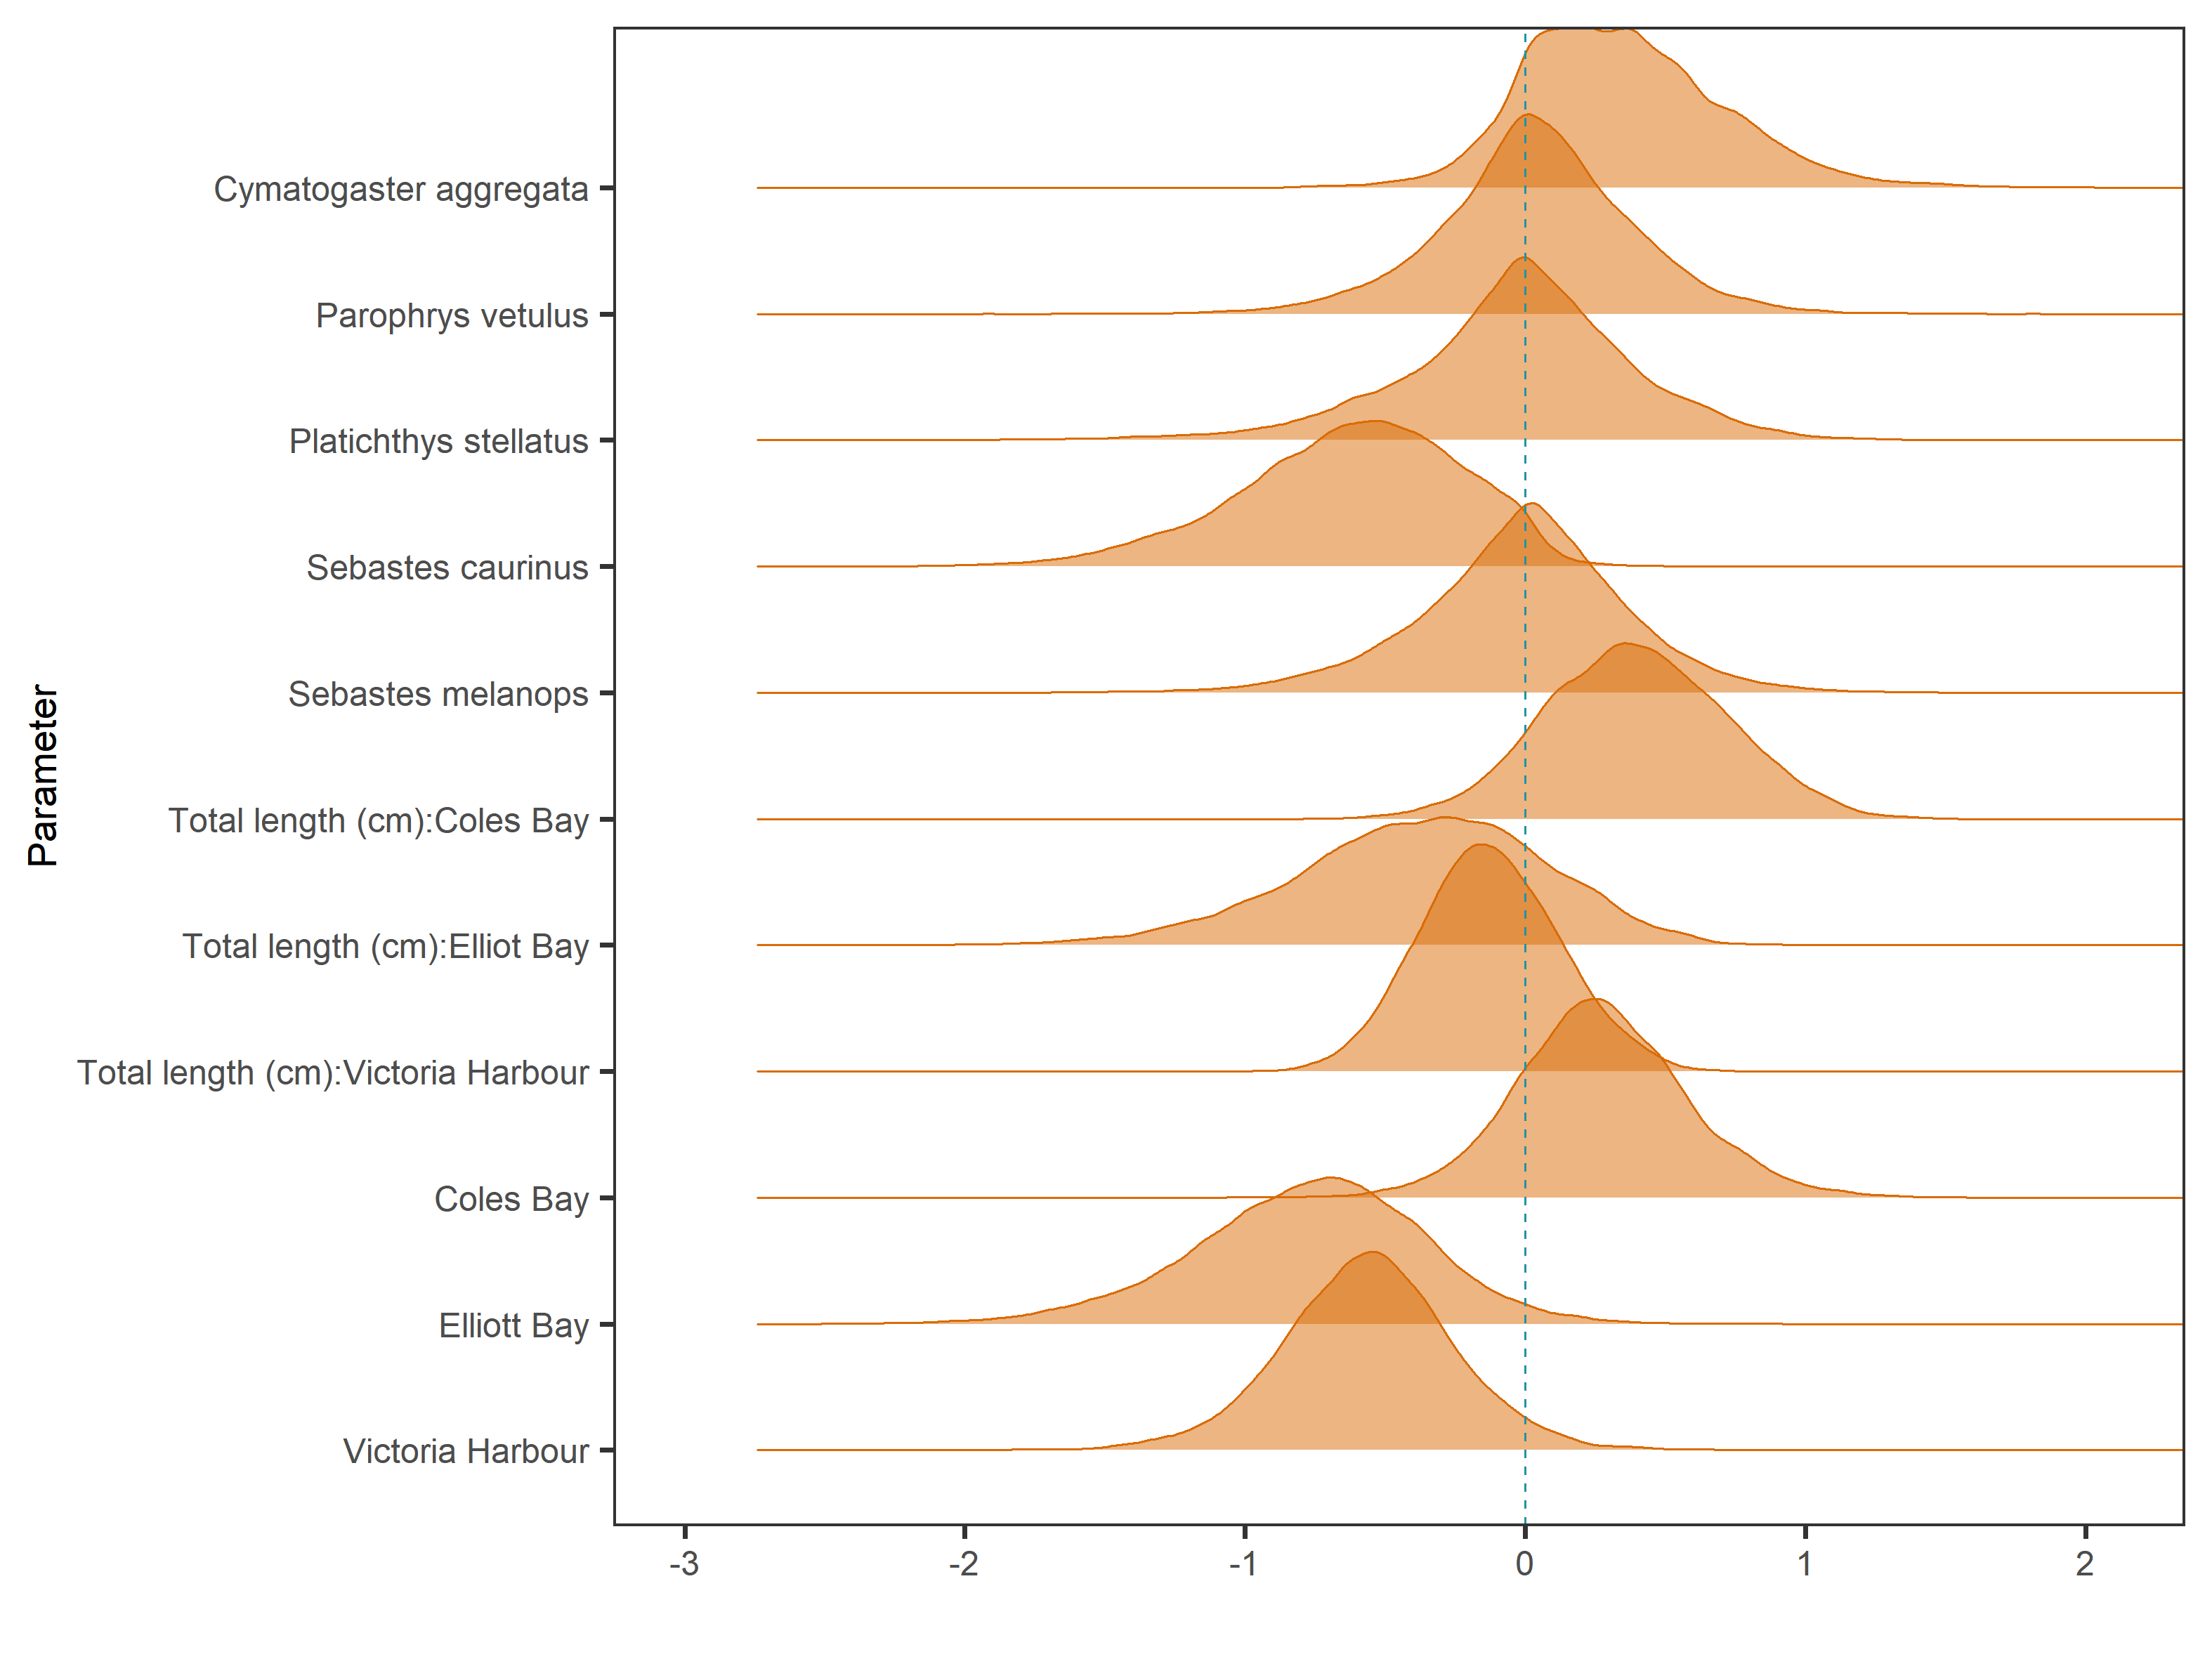 Cymatogaster aggregata
Parophrys vetulus
Platichthys stellatus
Sebastes caurinus
Sebastes melanops
Total length (cm):Coles Bay
Total length (cm):Elliot Bay
Total length (cm):Victoria Harbour
Coles Bay
Elliott Bay
Victoria Harbour
Parameter
-3 -2 -1 0 1 2